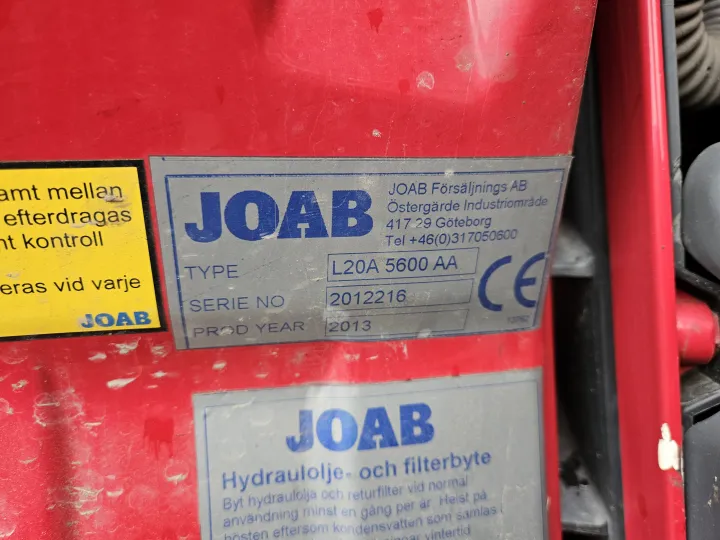 amt mellan
efterdragas
nt kontroll
eras vid varje
JOAB
JOAB
JOAB Försäljnings AB
Östergärde Industriområde
417 29 Göteborg
Tel +46(0)317050600
TYPE L20A 5600 AA
SERIE NO 2012216
PROD YEAR 2013
CE
JOAB
Hydraulolje- och filterbyte
Byt hydraulolja och returfilter vid normal
användning minst en gång per år. Helst på
hösten eftersom kondensvatten som samlas i
vintertid